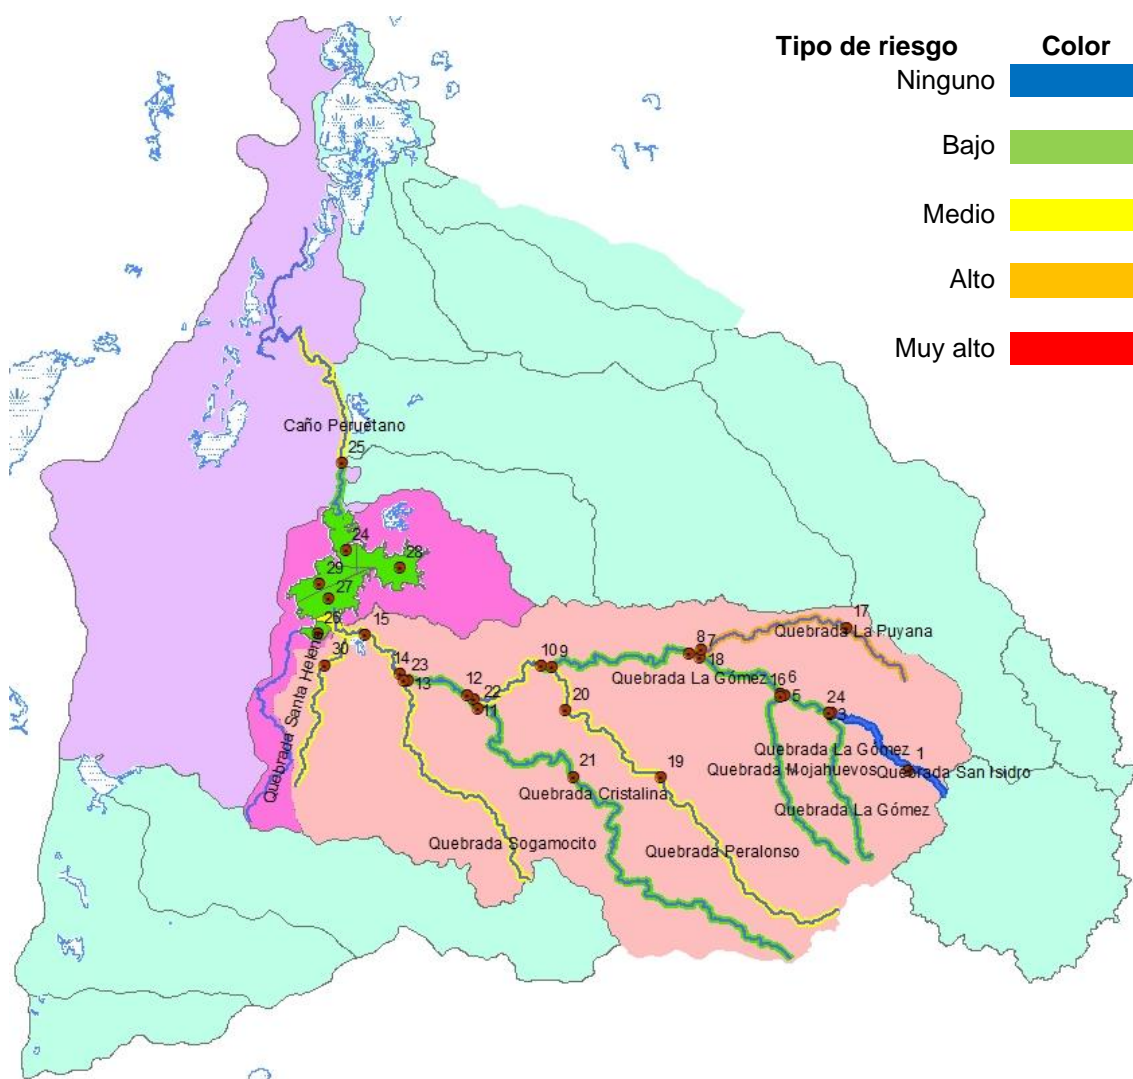 Tipo de riesgo Color
Ninguno
Bajo
Medio
Alto
Muy alto
Caño Peruétano
25
24
28
29
27
26
15
30
Quebrada Santa Helena
14
23
13
12
22
11
10
9
20
8
7
18
17
Quebrada La Puyana
Quebrada La Gómez
16
6
5
24
3
1
Quebrada La Gómez
Quebrada Mojahuevos
Quebrada San Isidro
21
19
Quebrada Cristalina
Quebrada La Gómez
Quebrada Sogamocito
Quebrada Peralonso